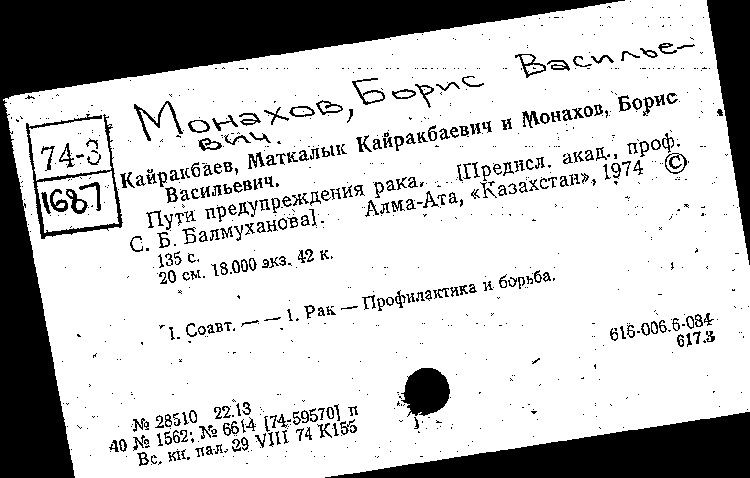 Монахов, Борис Василье-
вич.
74-3
1687
Кайракбаев, Маткалык Кайракбаевич и Монахов, Борис
Васильевич.
Пути предупреждения рака. [Предисл. акад., проф.
С. Б. Балмуханова]. Алма-Ата, «Казахстан», 1974 ©
135 с.
20 см. 18.000 экз. 42 к.
I. Соавт. — — 1. Рак — Профилактика и борьба.
616-006.6-084
617.3
№ 28510 22.13
40 № 1562; № 6614 [74-59570] п
Вс. кн. пал. 29 VIII 74 К155